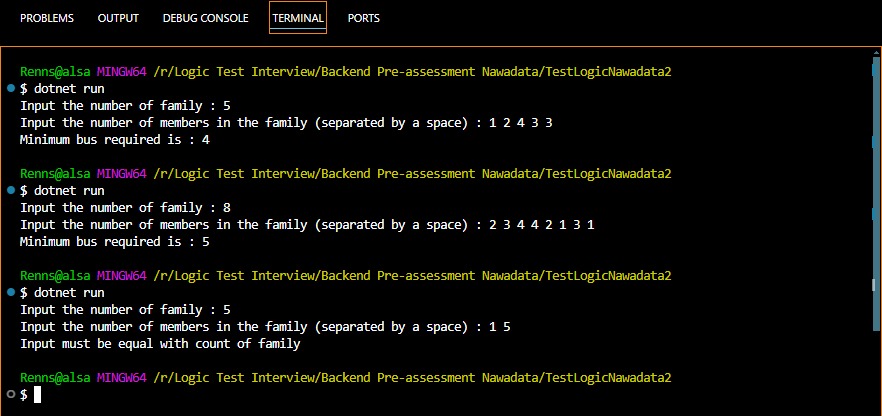 PROBLEMS OUTPUT DEBUG CONSOLE TERMINAL PORTS
Renns@alsa MINGW64 /r/Logic Test Interview/Backend Pre-assessment Nawadata/TestLogicNawadata2
$ dotnet run
Input the number of family : 5
Input the number of members in the family (separated by a space) : 1 2 4 3 3
Minimum bus required is : 4
Renns@alsa MINGW64 /r/Logic Test Interview/Backend Pre-assessment Nawadata/TestLogicNawadata2
$ dotnet run
Input the number of family : 8
Input the number of members in the family (separated by a space) : 2 3 4 4 2 1 3 1
Minimum bus required is : 5
Renns@alsa MINGW64 /r/Logic Test Interview/Backend Pre-assessment Nawadata/TestLogicNawadata2
$ dotnet run
Input the number of family : 5
Input the number of members in the family (separated by a space) : 1 5
Input must be equal with count of family
Renns@alsa MINGW64 /r/Logic Test Interview/Backend Pre-assessment Nawadata/TestLogicNawadata2
$